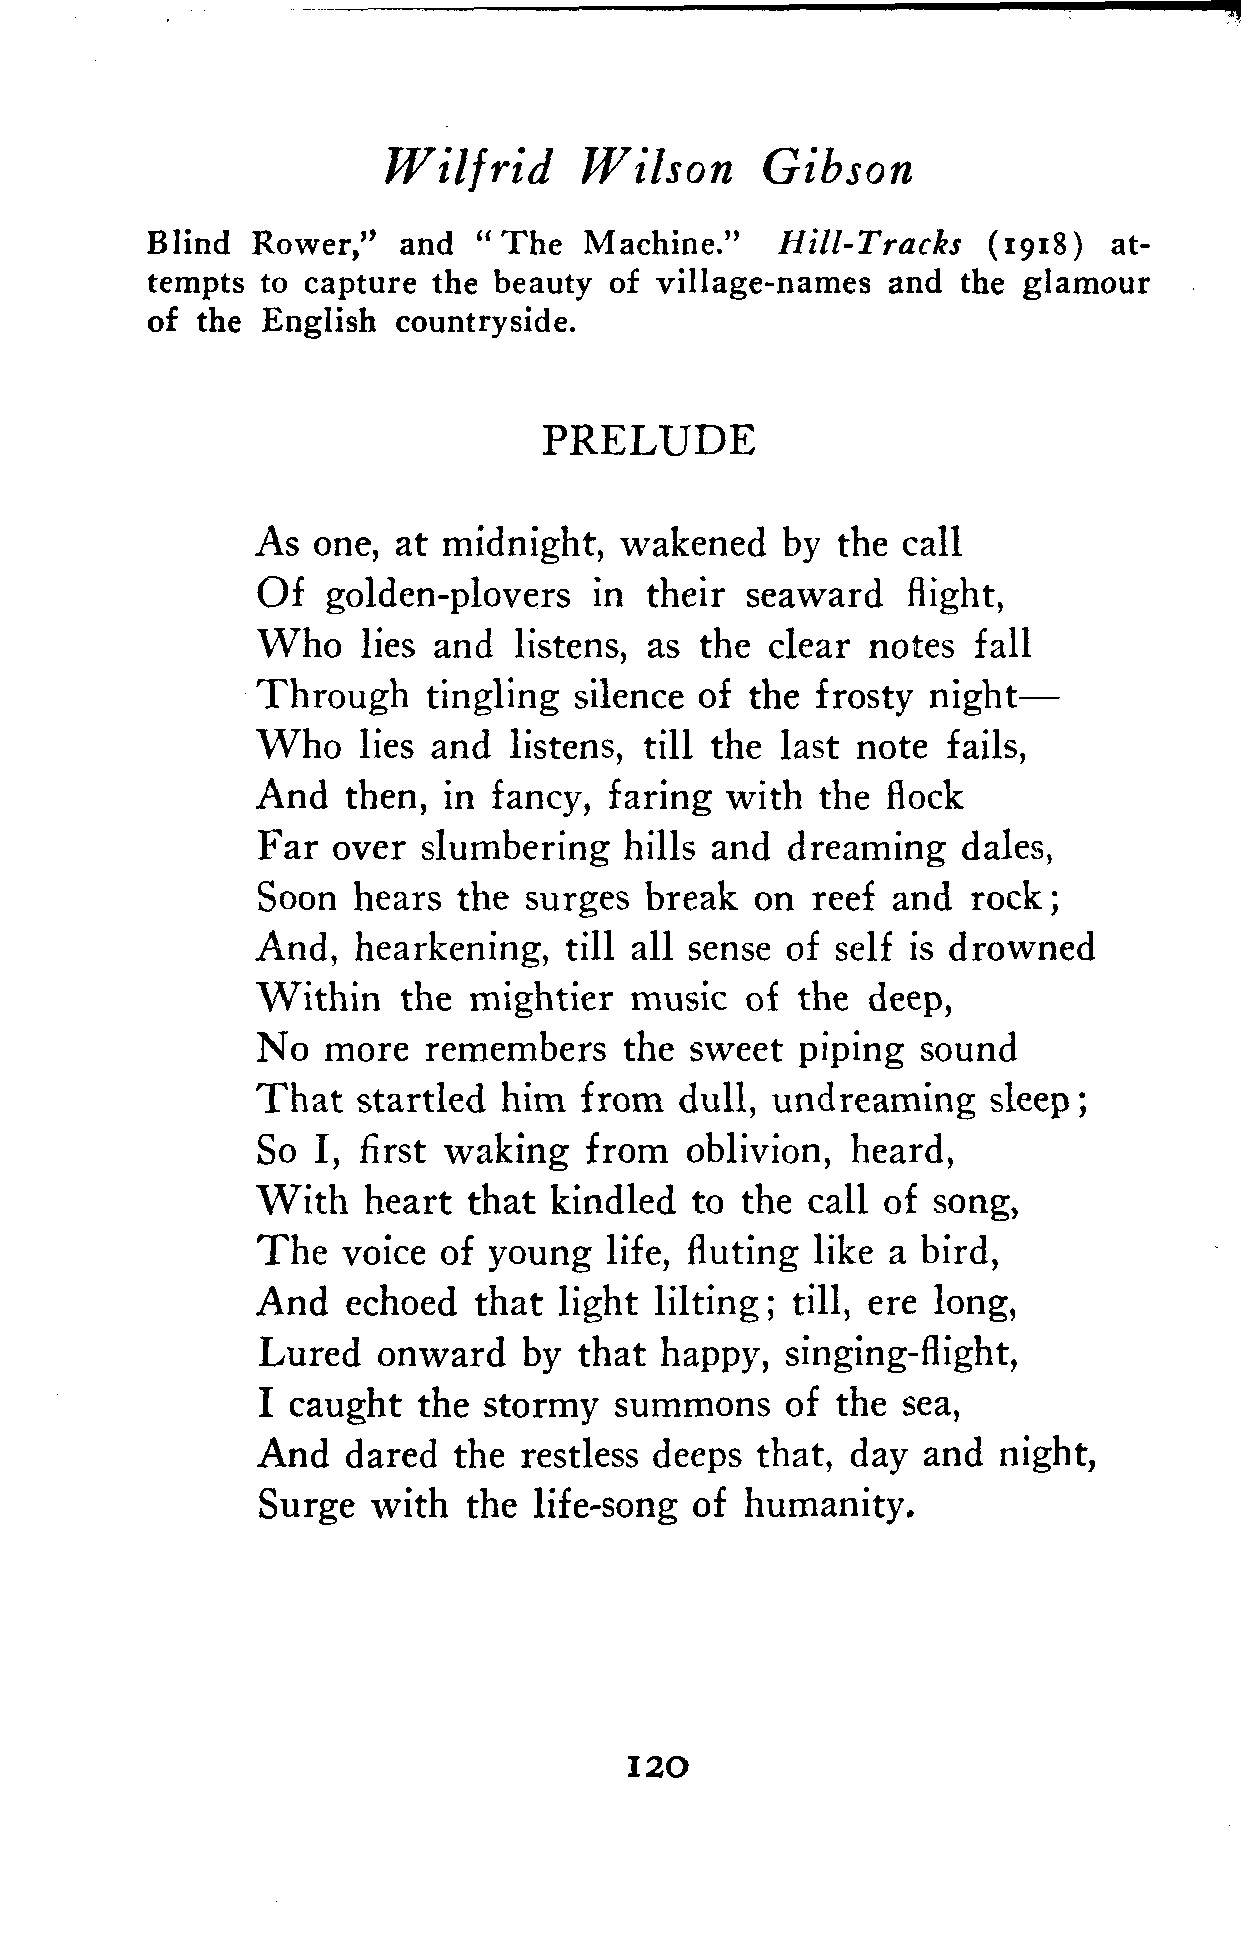 Wilfrid Wilson Gibson
Blind Rower," and "The Machine." Hill-Tracks (1918) at-
tempts to capture the beauty of village-names and the glamour
of the English countryside.
PRELUDE
As one, at midnight, wakened by the call
Of golden-plovers in their seaward flight,
Who lies and listens, as the clear notes fall
Through tingling silence of the frosty night—
Who lies and listens, till the last note fails,
And then, in fancy, faring with the flock
Far over slumbering hills and dreaming dales,
Soon hears the surges break on reef and rock;
And, hearkening, till all sense of self is drowned
Within the mightier music of the deep,
No more remembers the sweet piping sound
That startled him from dull, undreaming sleep;
So I, first waking from oblivion, heard,
With heart that kindled to the call of song,
The voice of young life, fluting like a bird,
And echoed that light lilting; till, ere long,
Lured onward by that happy, singing-flight,
I caught the stormy summons of the sea,
And dared the restless deeps that, day and night,
Surge with the life-song of humanity.
120